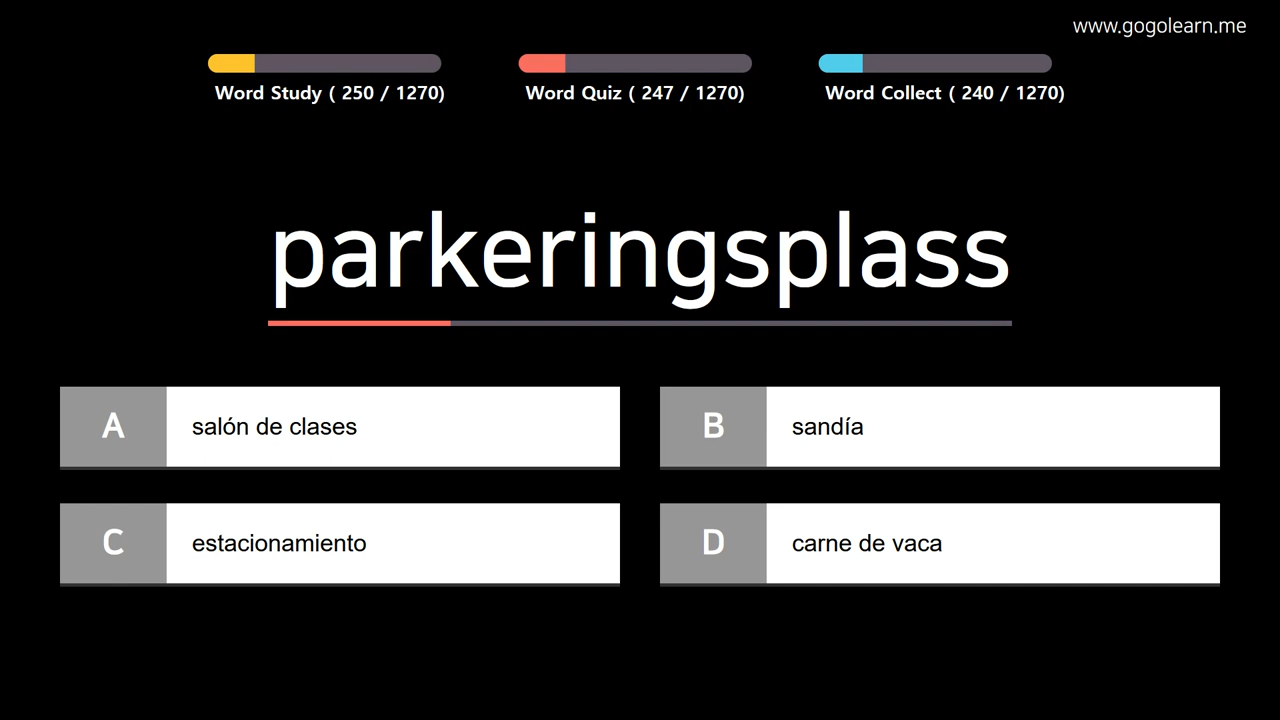 www.gogolearn.me
Word Study ( 250 / 1270)
Word Quiz ( 247 / 1270)
Word Collect ( 240 / 1270)
parkeringsplass
A
salón de clases
B
sandía
C
estacionamiento
D
carne de vaca